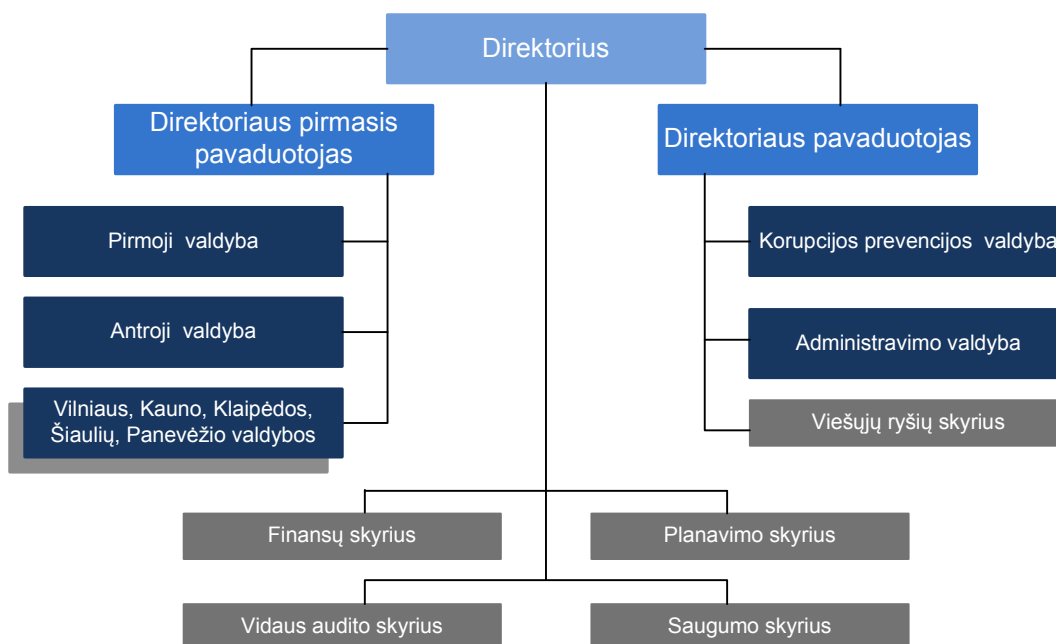 Direktorius
Direktoriaus pirmasis
pavaduotojas
Direktoriaus pavaduotojas
Pirmoji valdyba
Korupcijos prevencijos valdyba
Antroji valdyba
Administravimo valdyba
Vilniaus, Kauno, Klaipėdos,
Šiaulių, Panevėžio valdybos
Viešųjų ryšių skyrius
Finansų skyrius
Planavimo skyrius
Vidaus audito skyrius
Saugumo skyrius